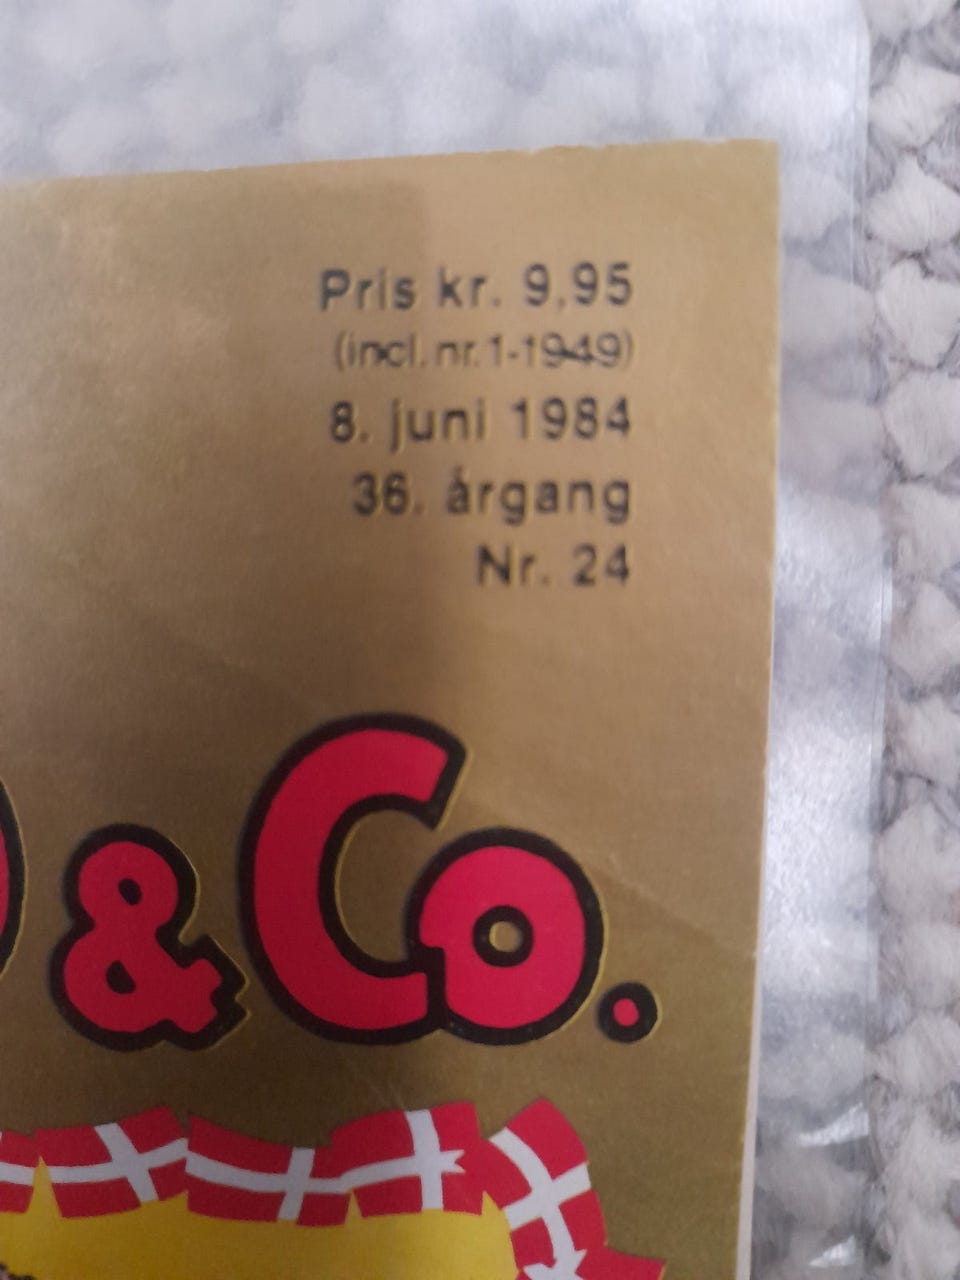 Pris kr. 9,95
(incl. nr. 1-1949)
8. juni 1984
36. årgang
Nr. 24
& Co.